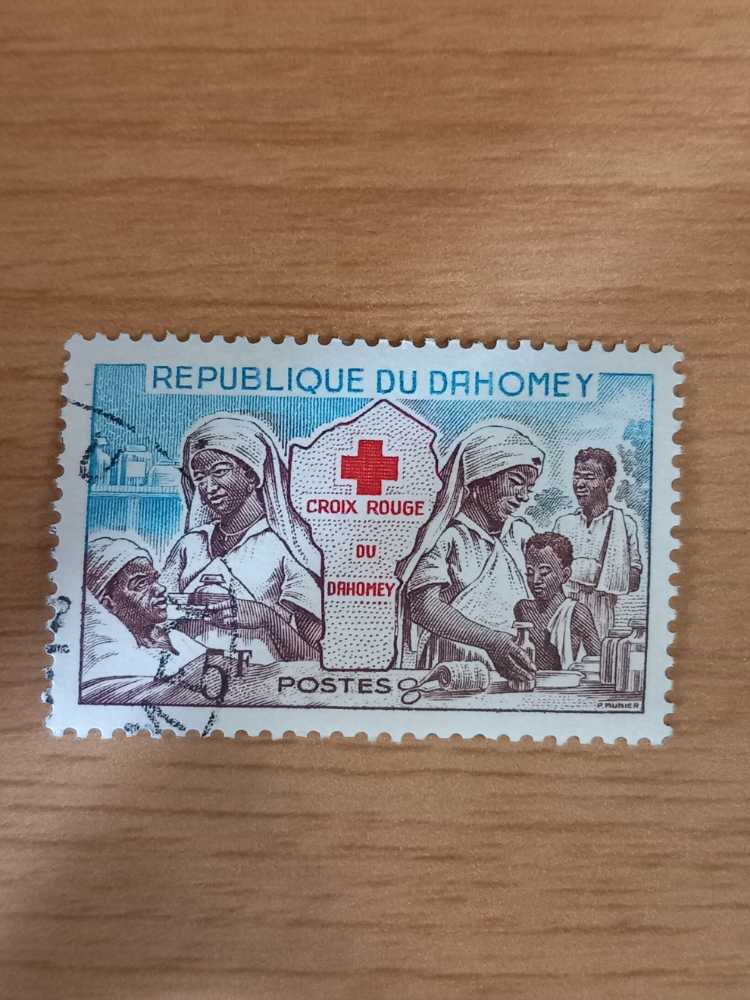 REPUBLIQUE DU DAHOMEY
CROIX ROUGE
DU
DAHOMEY
5F
POSTES
P. MUNIER